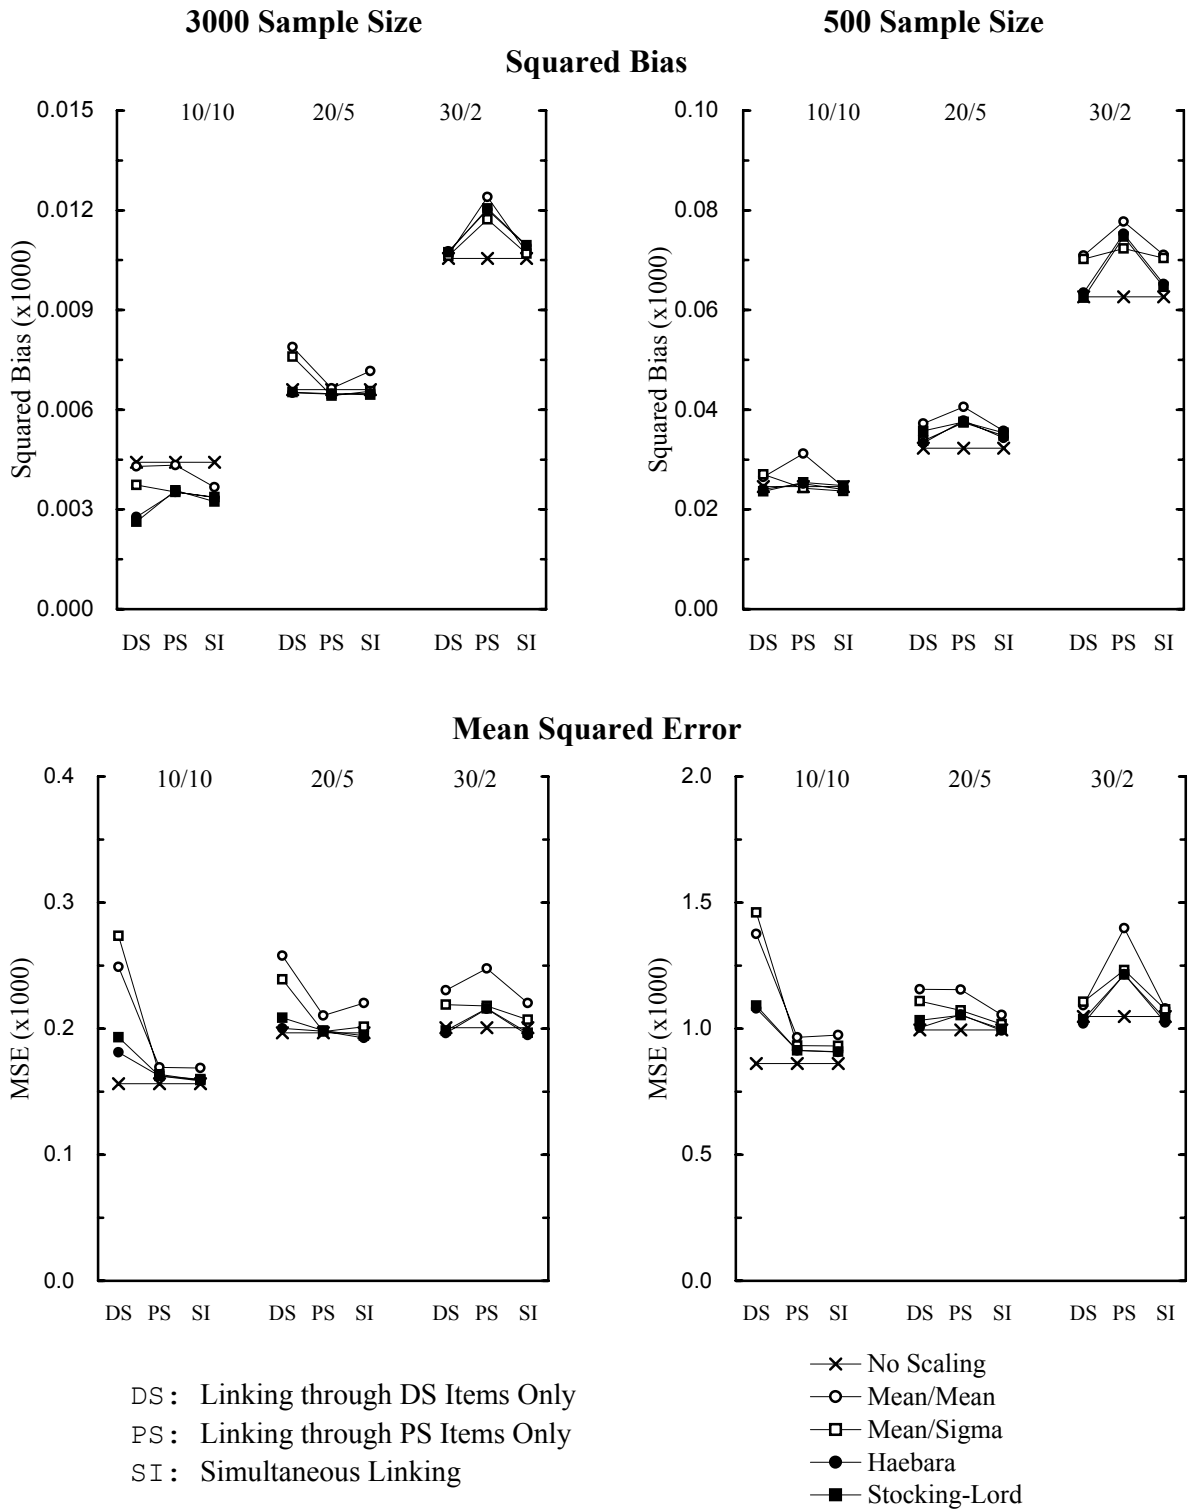 3000 Sample Size 500 Sample Size
Squared Bias
0.015 10/10 20/5 30/2
0.012
0.009
0.006
0.003
0.000
Squared Bias (x1000)
DS PS SI DS PS SI DS PS SI
0.10 10/10 20/5 30/2
0.08
0.06
0.04
0.02
0.00
Squared Bias (x1000)
DS PS SI DS PS SI DS PS SI
Mean Squared Error
0.4 10/10 20/5 30/2
0.3
0.2
0.1
0.0
MSE (x1000)
DS PS SI DS PS SI DS PS SI
2.0 10/10 20/5 30/2
1.5
1.0
0.5
0.0
MSE (x1000)
DS PS SI DS PS SI DS PS SI
DS: Linking through DS Items Only
PS: Linking through PS Items Only
SI: Simultaneous Linking
No Scaling
Mean/Mean
Mean/Sigma
Haebara
Stocking-Lord